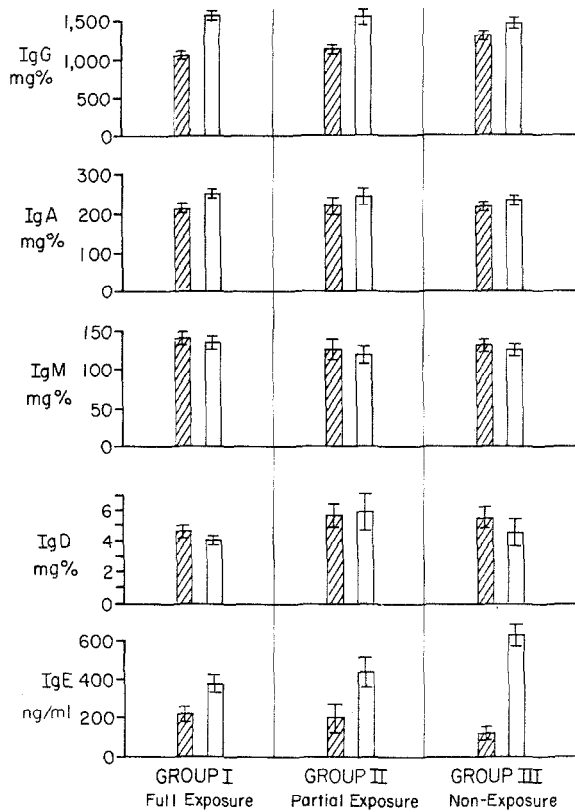 IgG
mg%
1,500
1,000
500
0
IgA
mg%
300
200
100
0
IgM
mg%
150
100
50
0
IgD
mg%
6
4
2
0
IgE
ng/ml
600
400
200
0
GROUP I
Full Exposure
GROUP II
Partial Exposure
GROUP III
Non-Exposure